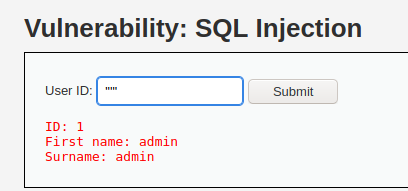 Vulnerability: SQL Injection
User ID: """ Submit
ID: 1
First name: admin
Surname: admin